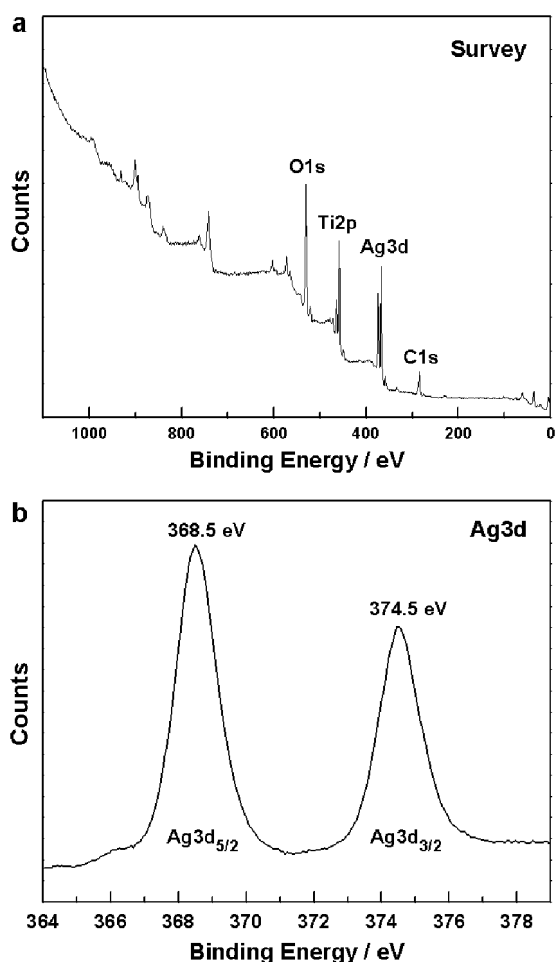 a
Survey
O1s
Ti2p
Ag3d
C1s
Counts
1000 800 600 400 200 0
Binding Energy / eV
b
Ag3d
368.5 eV
374.5 eV
Counts
Ag3d5/2 Ag3d3/2
364 366 368 370 372 374 376 378
Binding Energy / eV